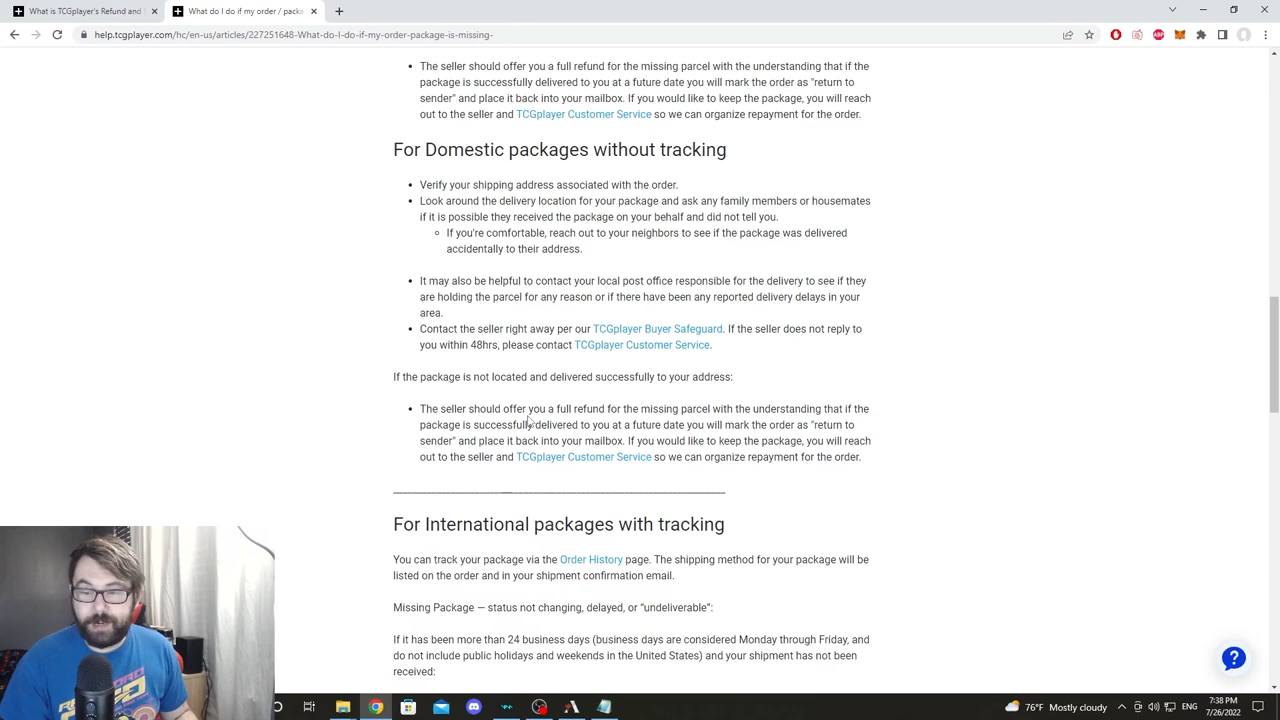 What is TCGplayer's Refund and
What do I do if my order / packa
help.tcgplayer.com/hc/en-us/articles/227251648-What-do-I-do-if-my-order-package-is-missing-
The seller should offer you a full refund for the missing parcel with the understanding that if the
package is successfully delivered to you at a future date you will mark the order as "return to
sender" and place it back into your mailbox. If you would like to keep the package, you will reach
out to the seller and TCGplayer Customer Service so we can organize repayment for the order.
For Domestic packages without tracking
Verify your shipping address associated with the order.
Look around the delivery location for your package and ask any family members or housemates
if it is possible they received the package on your behalf and did not tell you.
If you're comfortable, reach out to your neighbors to see if the package was delivered
accidentally to their address.
It may also be helpful to contact your local post office responsible for the delivery to see if they
are holding the parcel for any reason or if there have been any reported delivery delays in your
area.
Contact the seller right away per our TCGplayer Buyer Safeguard. If the seller does not reply to
you within 48hrs, please contact TCGplayer Customer Service.
If the package is not located and delivered successfully to your address:
The seller should offer you a full refund for the missing parcel with the understanding that if the
package is successfully delivered to you at a future date you will mark the order as "return to
sender" and place it back into your mailbox. If you would like to keep the package, you will reach
out to the seller and TCGplayer Customer Service so we can organize repayment for the order.
For International packages with tracking
You can track your package via the Order History page. The shipping method for your package will be
listed on the order and in your shipment confirmation email.
Missing Package — status not changing, delayed, or “undeliverable”:
If it has been more than 24 business days (business days are considered Monday through Friday, and
do not include public holidays and weekends in the United States) and your shipment has not been
received:
76°F Mostly cloudy
ENG
7:38 PM
7/26/2022